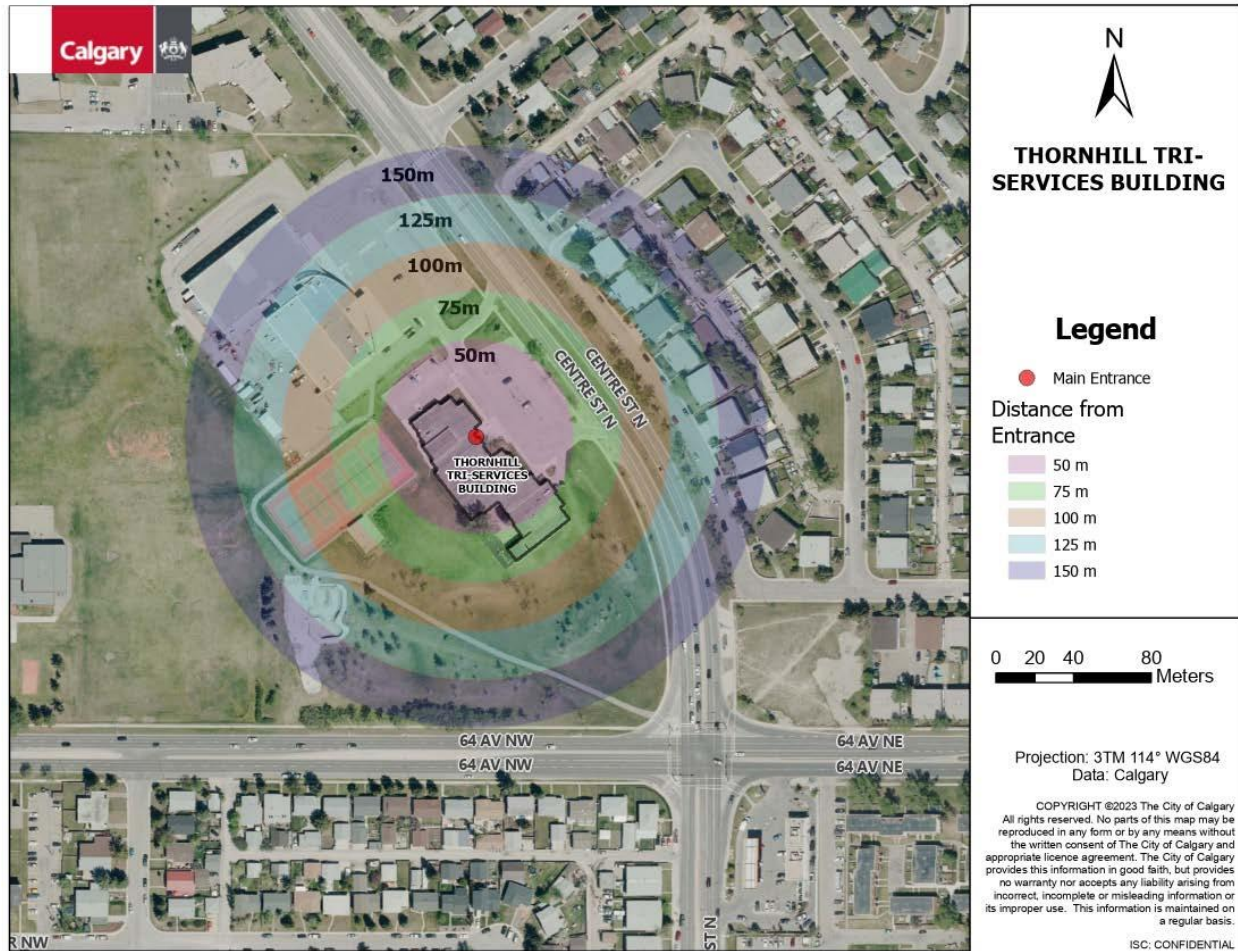 Calgary
150m
125m
100m
75m
50m
CENTRE ST N
CENTRE ST N
THORNHILL
TRI-SERVICES
BUILDING
64 AV NW
64 AV NE
64 AV NW
64 AV NE
R NW
ST N
N
THORNHILL TRI-
SERVICES BUILDING
Legend
Main Entrance
Distance from
Entrance
50 m
75 m
100 m
125 m
150 m
0 20 40 80
Meters
Projection: 3TM 114° WGS84
Data: Calgary
COPYRIGHT ©2023 The City of Calgary
All rights reserved. No parts of this map may be
reproduced in any form or by any means without
the written consent of The City of Calgary and
appropriate licence agreement. The City of Calgary
provides this information in good faith, but provides
no warranty nor accepts any liability arising from
incorrect, incomplete or misleading information or
its improper use. This information is maintained on
a regular basis.
ISC: CONFIDENTIAL